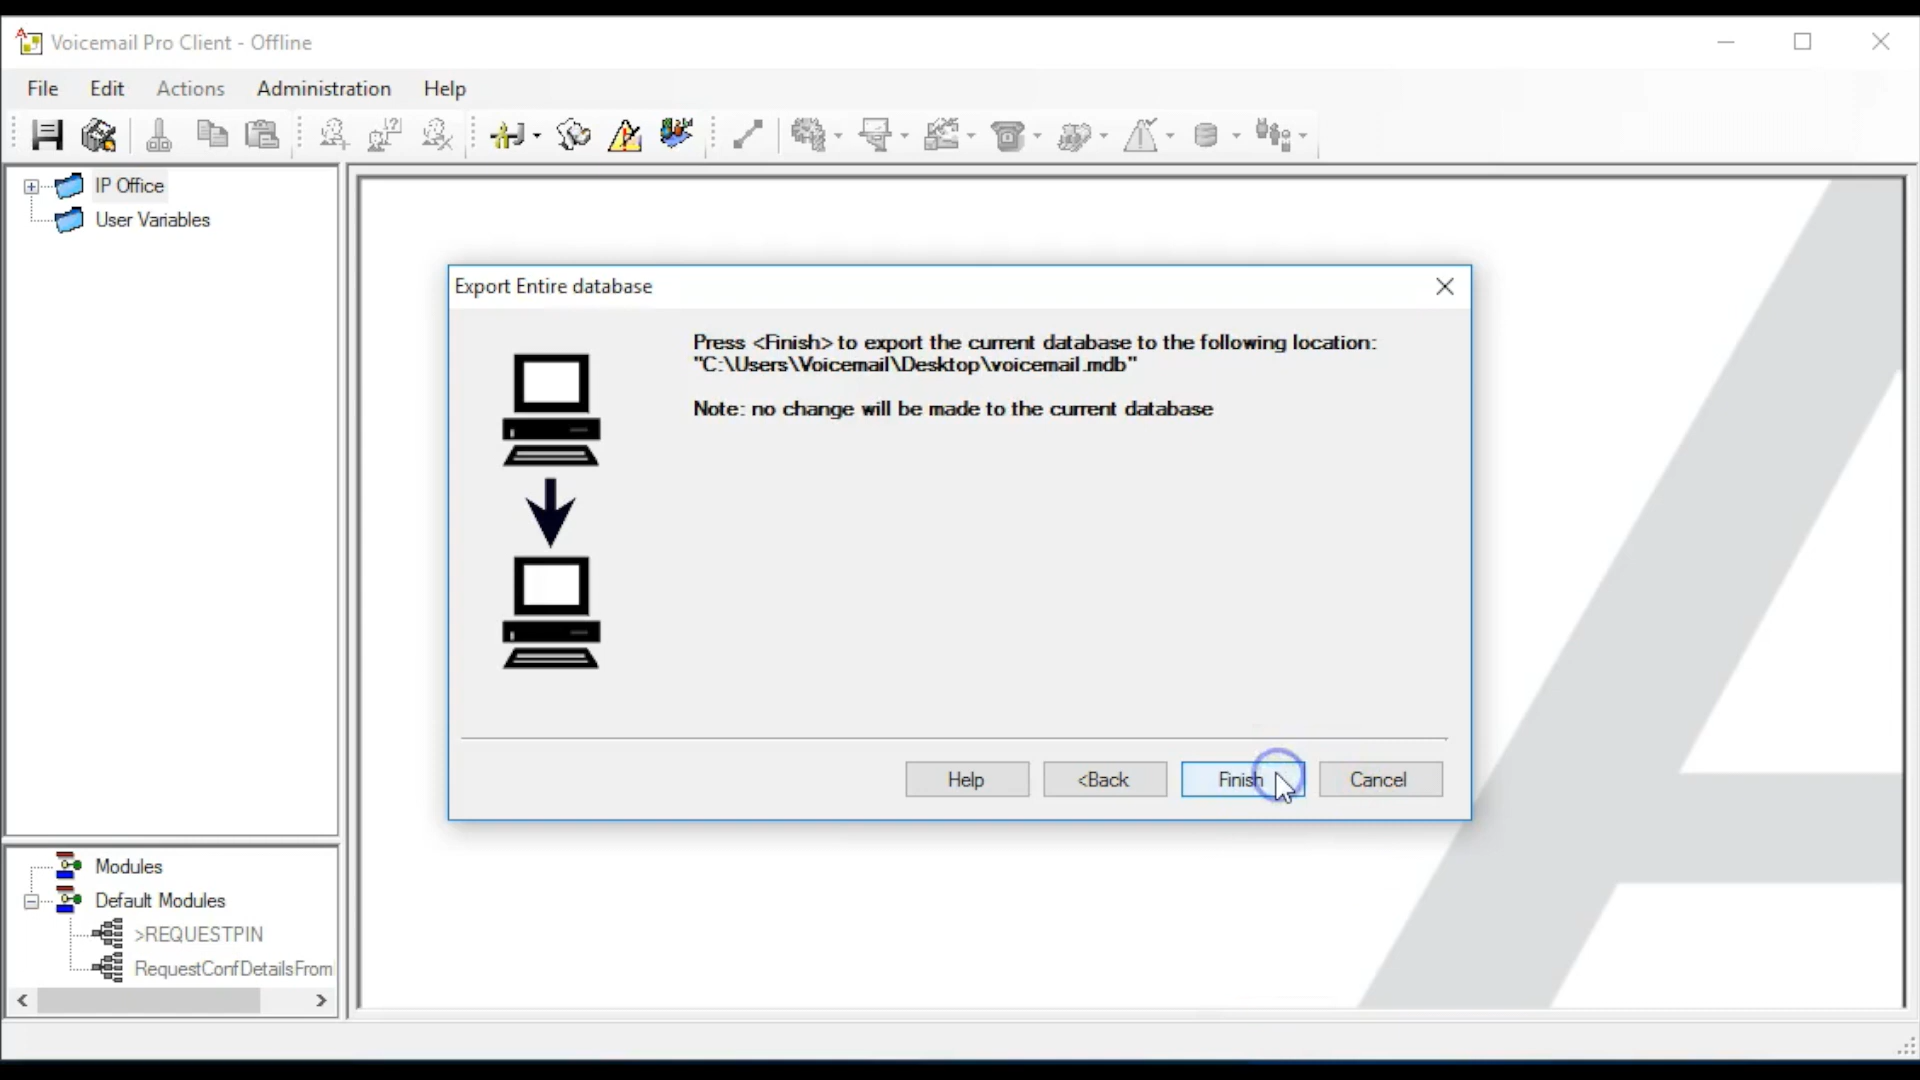 Voicemail Pro Client - Offline
File Edit Actions Administration Help
IP Office
User Variables
Export Entire database
Press <Finish> to export the current database to the following location:
"C:\Users\Voicemail\Desktop\voicemail.mdb"
Note: no change will be made to the current database
Help <Back Finish Cancel
Modules
Default Modules
>REQUESTPIN
RequestConfDetailsFrom